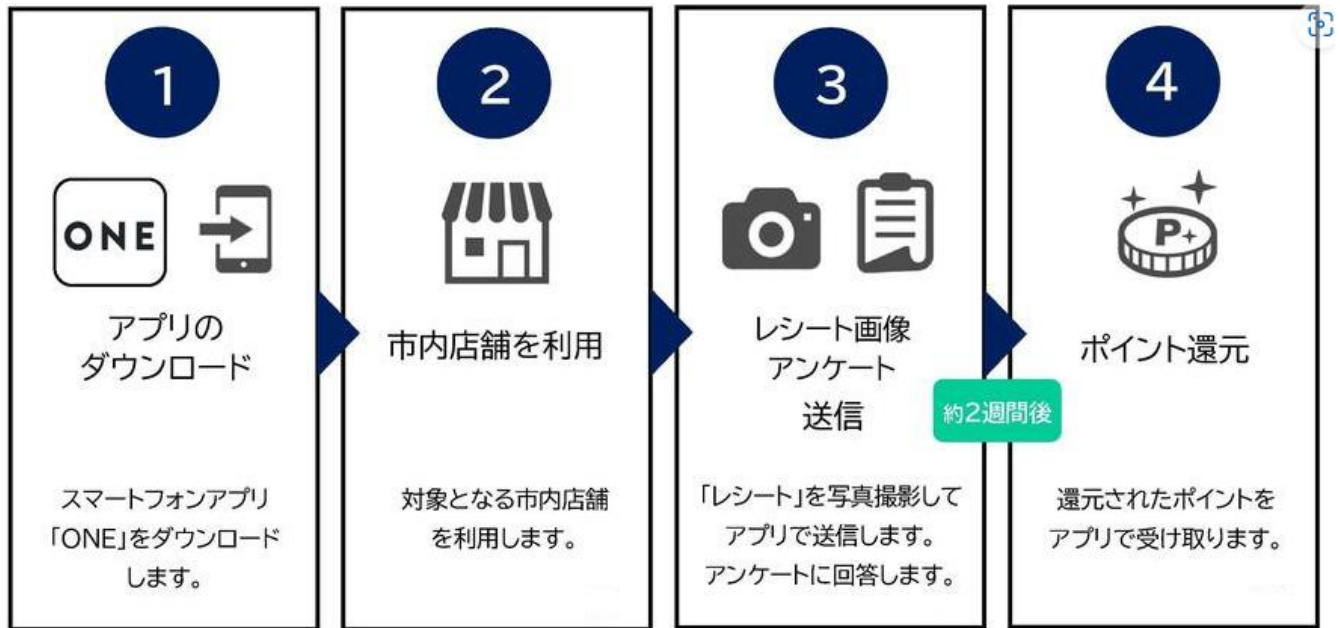 1
ONE
アプリの
ダウンロード
スマートフォンアプリ
「ONE」をダウンロード
します。
2
市内店舗を利用
対象となる市内店舗
を利用します。
3
レシート画像
アンケート
送信
「レシート」を写真撮影して
アプリで送信します。
アンケートに回答します。
約2週間後
4
P+
ポイント還元
還元されたポイントを
アプリで受け取ります。